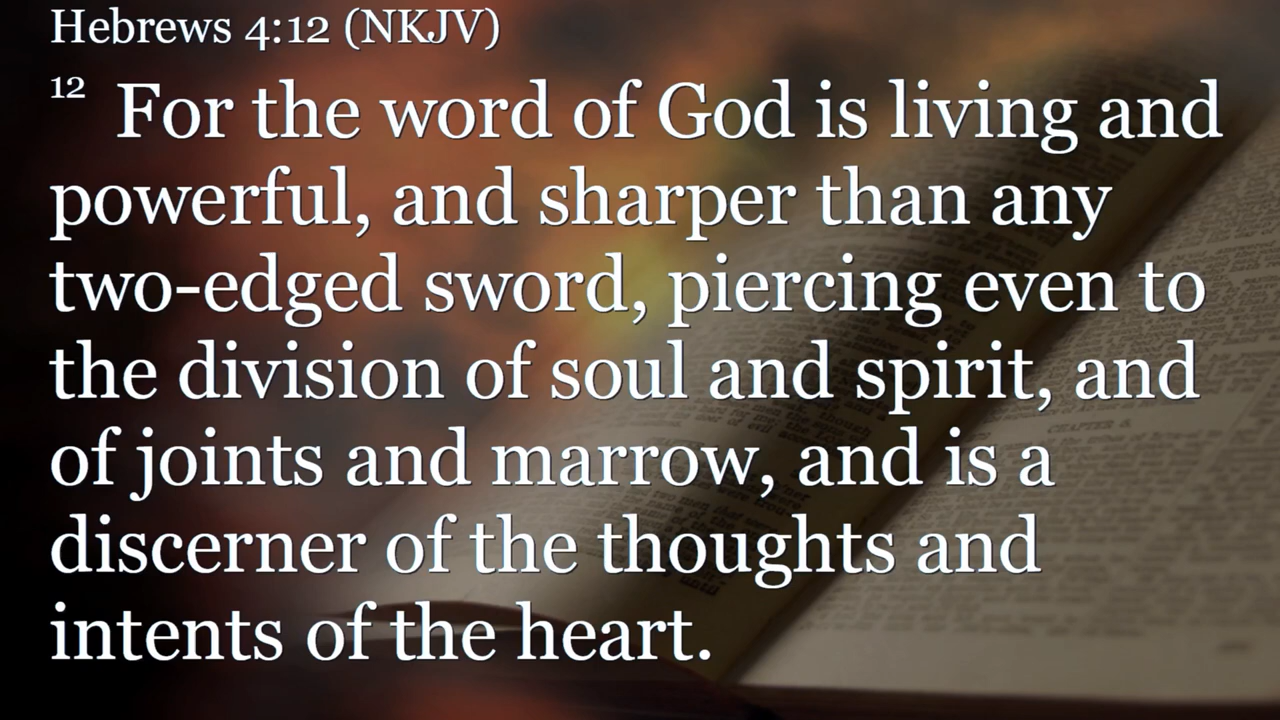 Hebrews 4:12 (NKJV)
12 For the word of God is living and
powerful, and sharper than any
two-edged sword, piercing even to
the division of soul and spirit, and
of joints and marrow, and is a
discerner of the thoughts and
intents of the heart.